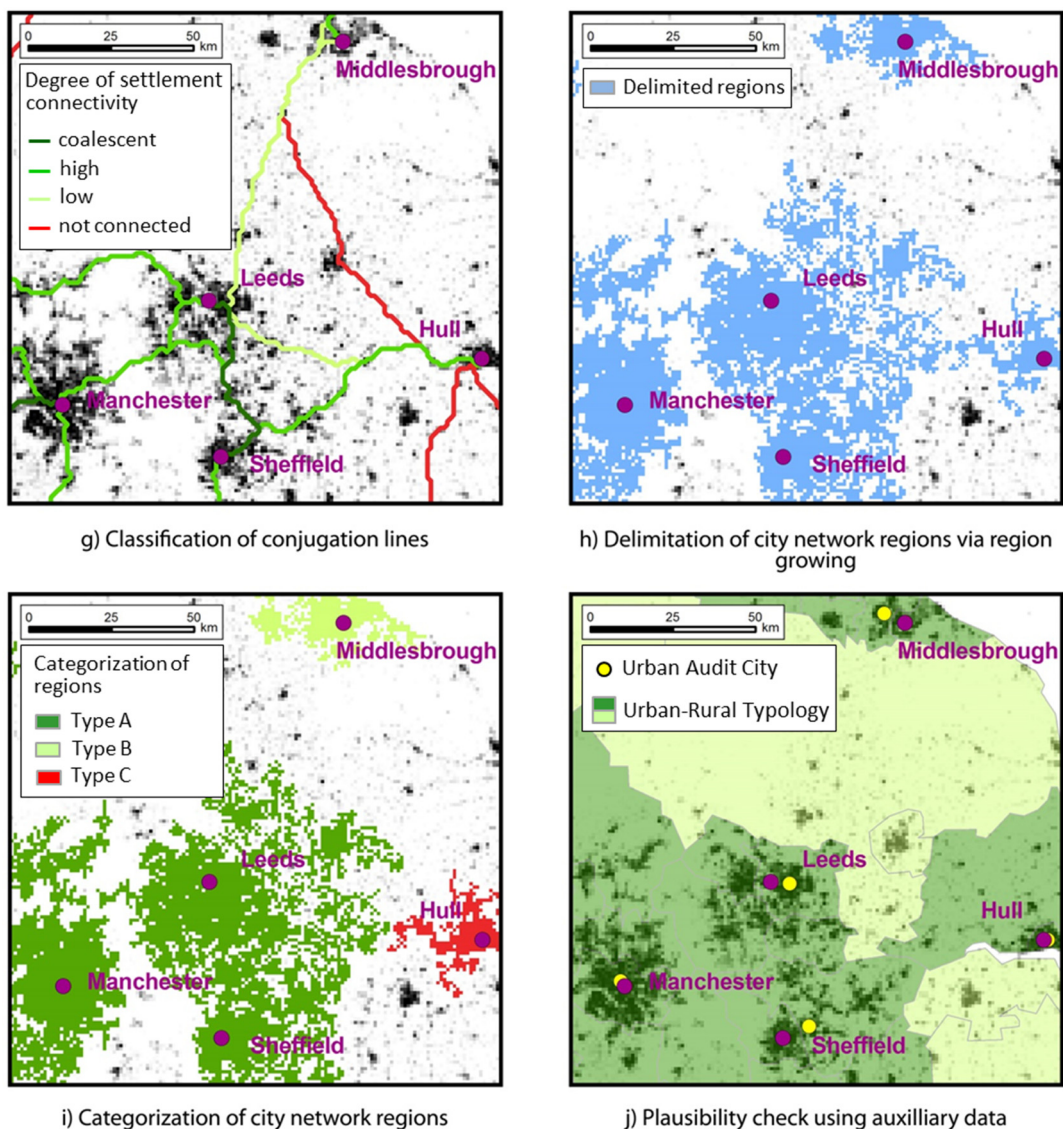 0 25 50
km
Degree of settlement
connectivity
coalescent
high
low
not connected
Middlesbrough
Leeds
Hull
Manchester
Sheffield
g) Classification of conjugation lines
0 25 50
km
Delimited regions
Middlesbrough
Leeds
Hull
Manchester
Sheffield
h) Delimitation of city network regions via region
growing
0 25 50
km
Categorization of
regions
Type A
Type B
Type C
Middlesbrough
Leeds
Hull
Manchester
Sheffield
i) Categorization of city network regions
0 25 50
km
Urban Audit City
Urban-Rural Typology
Middlesbrough
Leeds
Hull
Manchester
Sheffield
j) Plausibility check using auxilliary data